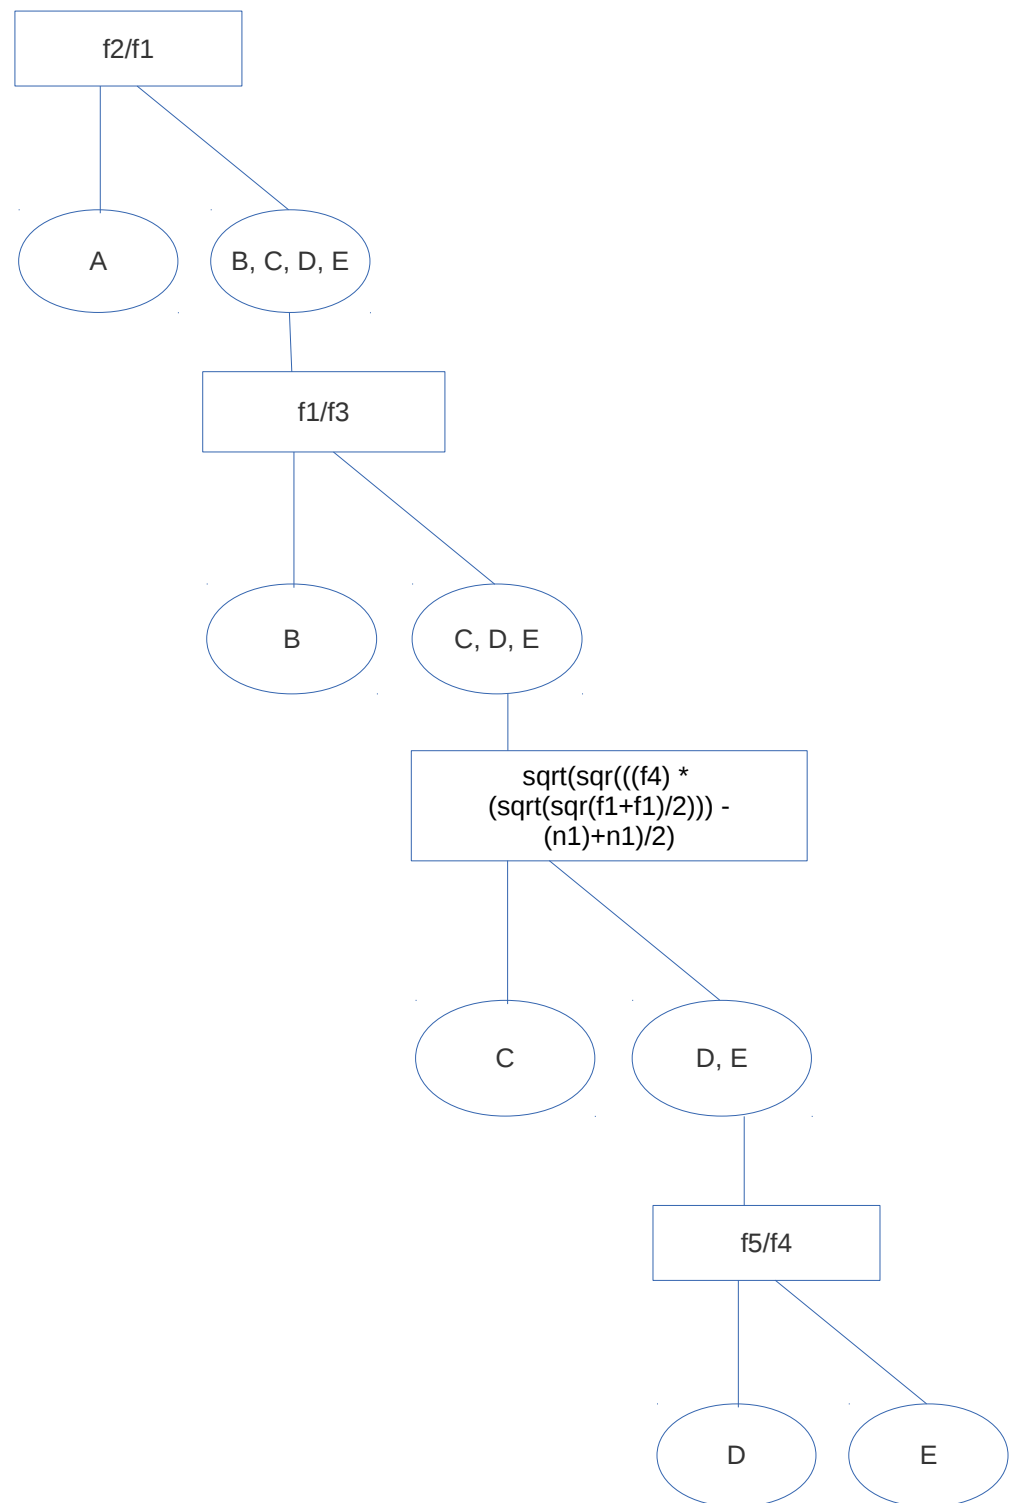 f2/f1
A
B, C, D, E
f1/f3
B
C, D, E
sqrt(sqr(((f4) *
(sqrt(sqr(f1+f1)/2))) -
(n1)+n1)/2)
C
D, E
f5/f4
D
E